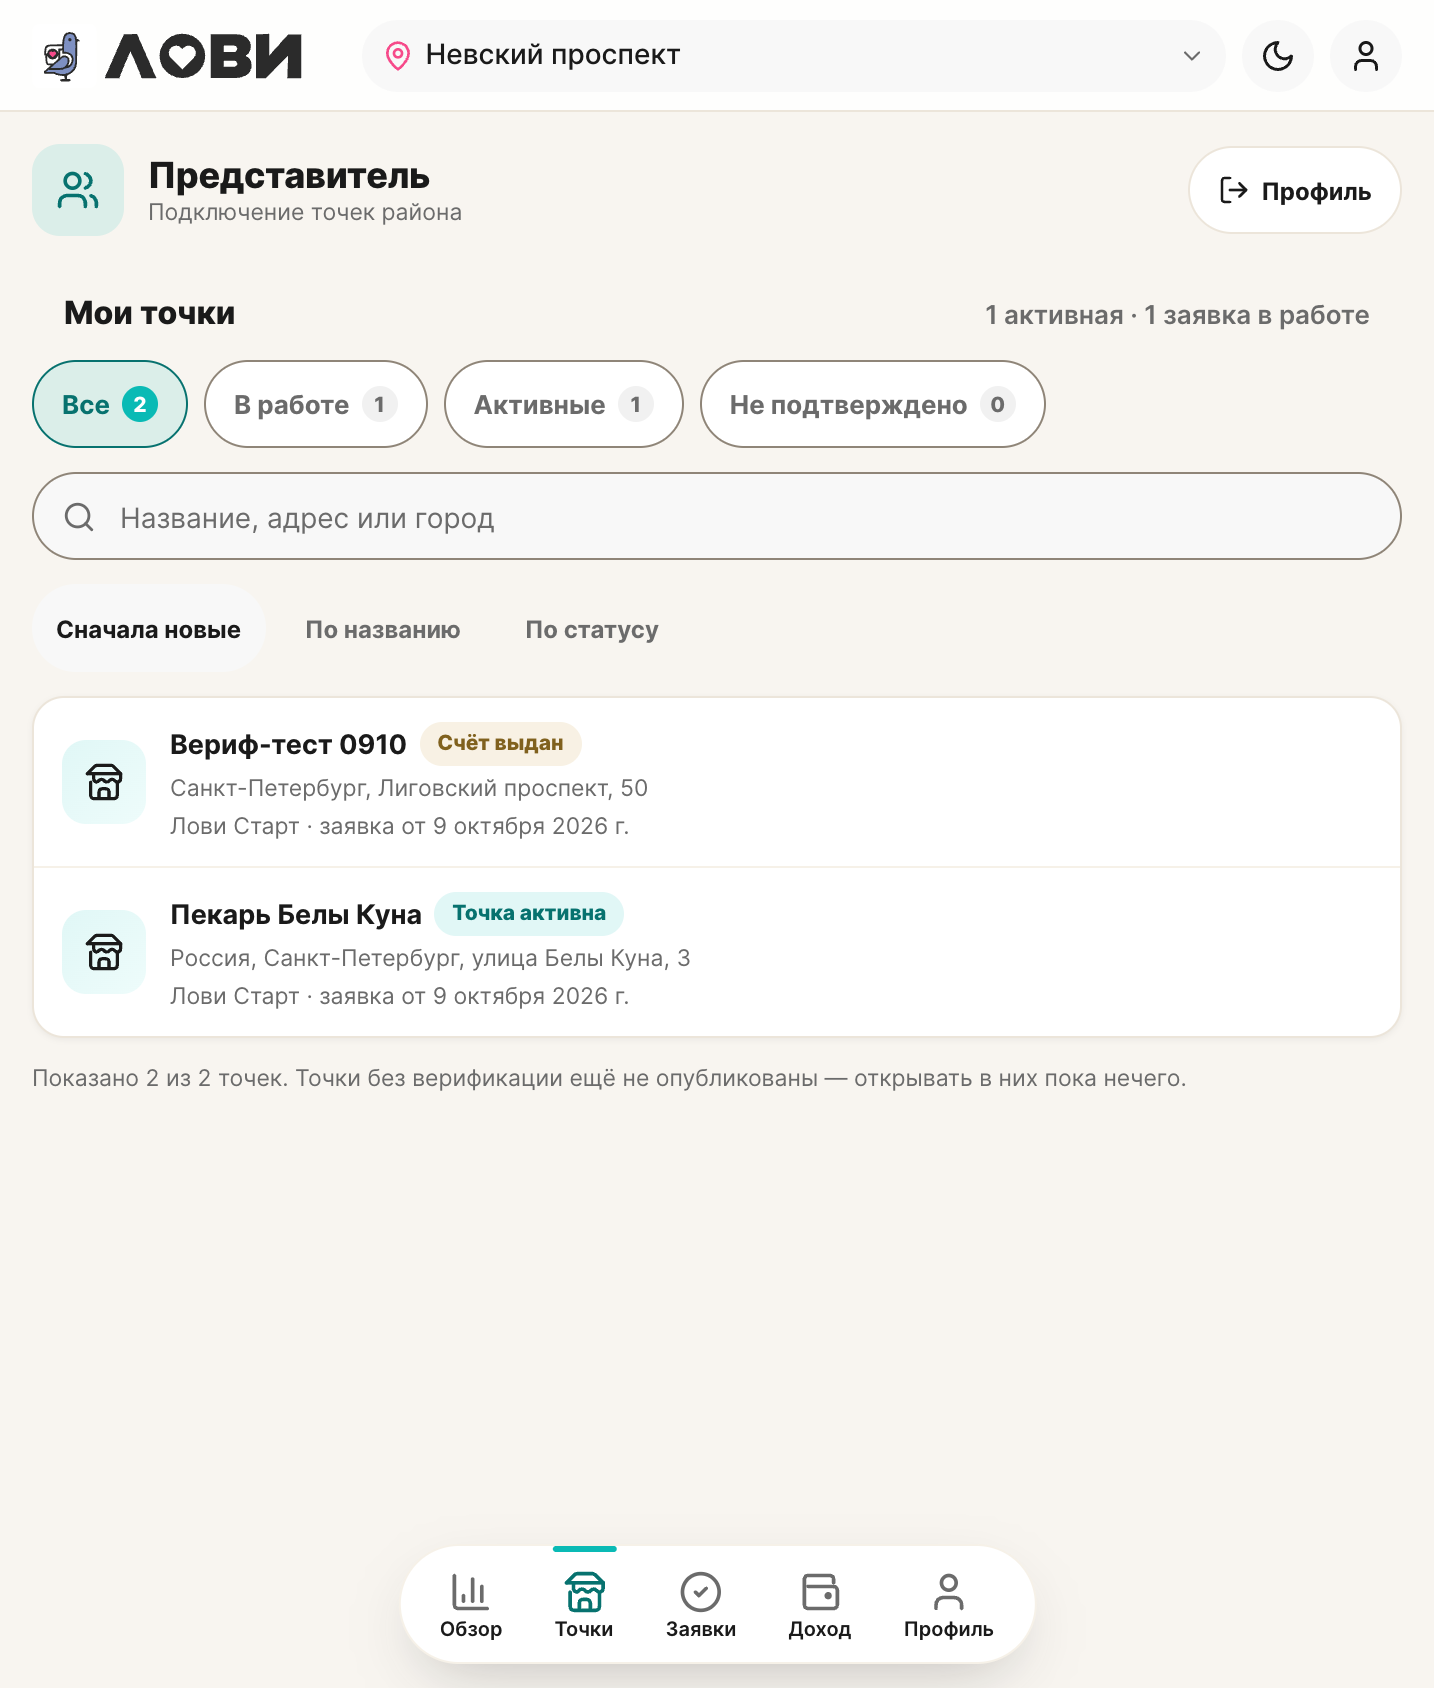 ЛОВИ
Невский проспект
Представитель
Подключение точек района
Профиль
Мои точки
1 активная · 1 заявка в работе
Все 2
В работе 1
Активные 1
Не подтверждено 0
Название, адрес или город
Сначала новые
По названию
По статусу
Вериф-тест 0910
Счёт выдан
Санкт-Петербург, Лиговский проспект, 50
Лови Старт · заявка от 9 октября 2026 г.
Пекарь Белы Куна
Точка активна
Россия, Санкт-Петербург, улица Белы Куна, 3
Лови Старт · заявка от 9 октября 2026 г.
Показано 2 из 2 точек. Точки без верификации ещё не опубликованы — открывать в них пока нечего.
Обзор
Точки
Заявки
Доход
Профиль